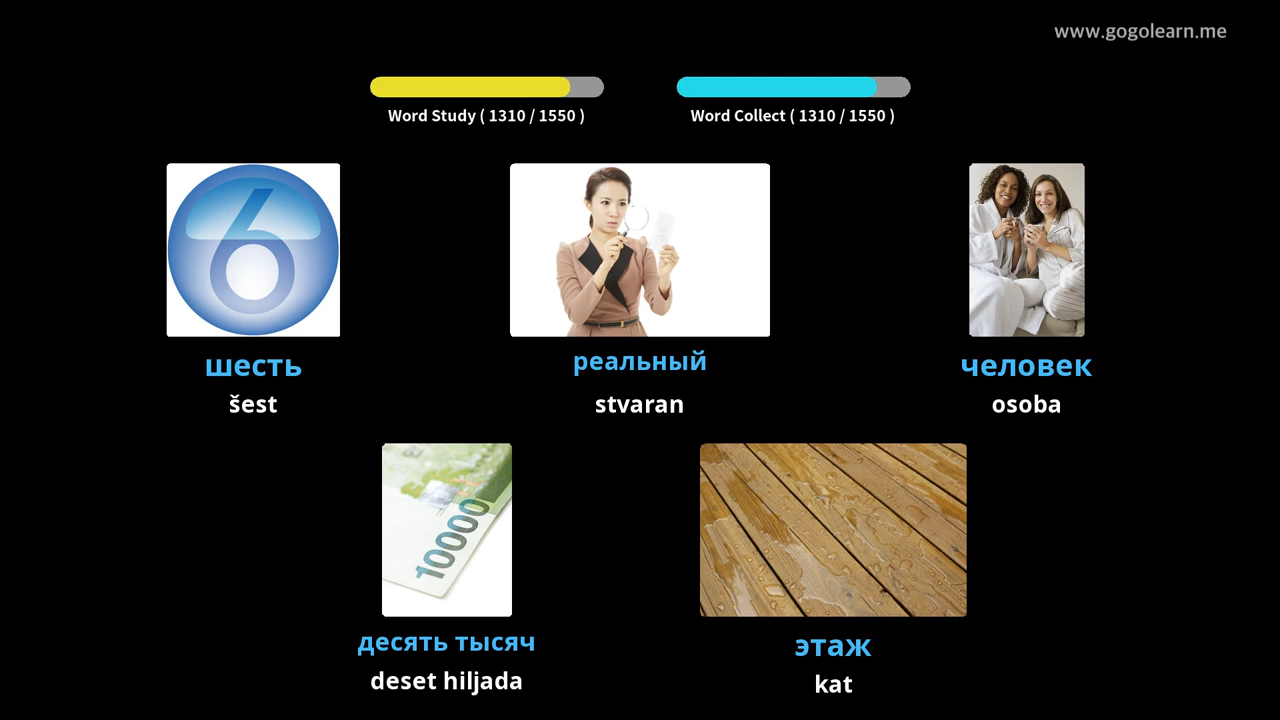 www.gogolearn.me
Word Study ( 1310 / 1550 )
Word Collect ( 1310 / 1550 )
6
шесть
šest
реальный
stvaran
человек
osoba
10000
десять тысяч
deset hiljada
этаж
kat